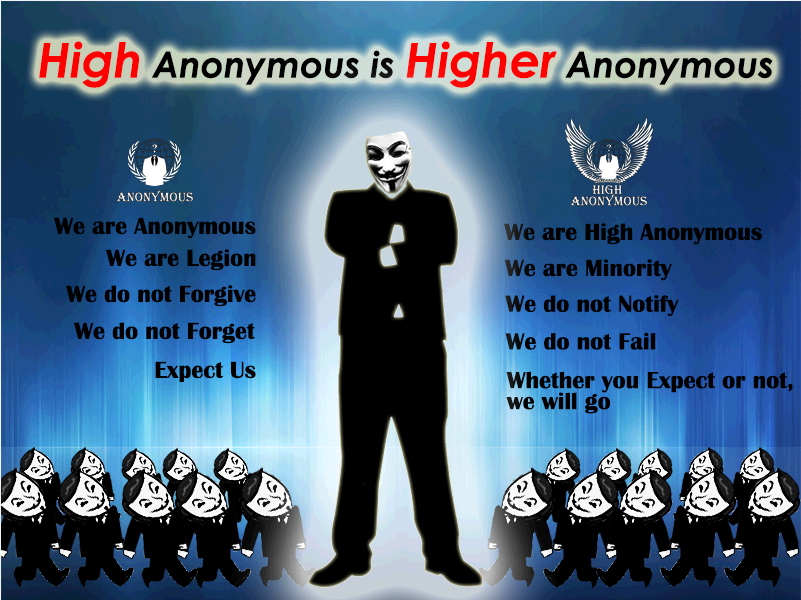 High Anonymous is Higher Anonymous
?
ANONYMOUS
We are Anonymous
We are Legion
We do not Forgive
We do not Forget
Expect Us
?
HIGH
ANONYMOUS
We are High Anonymous
We are Minority
We do not Notify
We do not Fail
Whether you Expect or not,
we will go